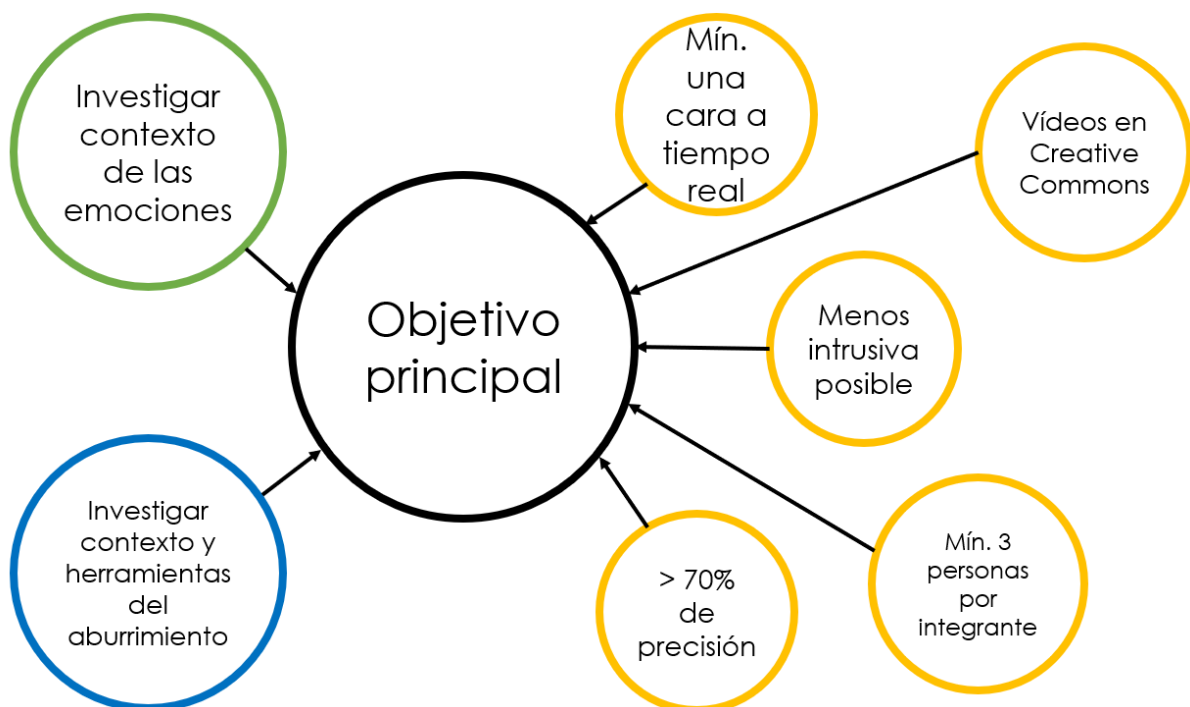 Investigar
contexto
de las
emociones
Mín.
una
cara a
tiempo
real
Vídeos en
Creative
Commons
Objetivo
principal
Menos
intrusiva
posible
Investigar
contexto y
herramientas
del
aburrimiento
> 70%
de
precisión
Mín. 3
personas
por
integrante